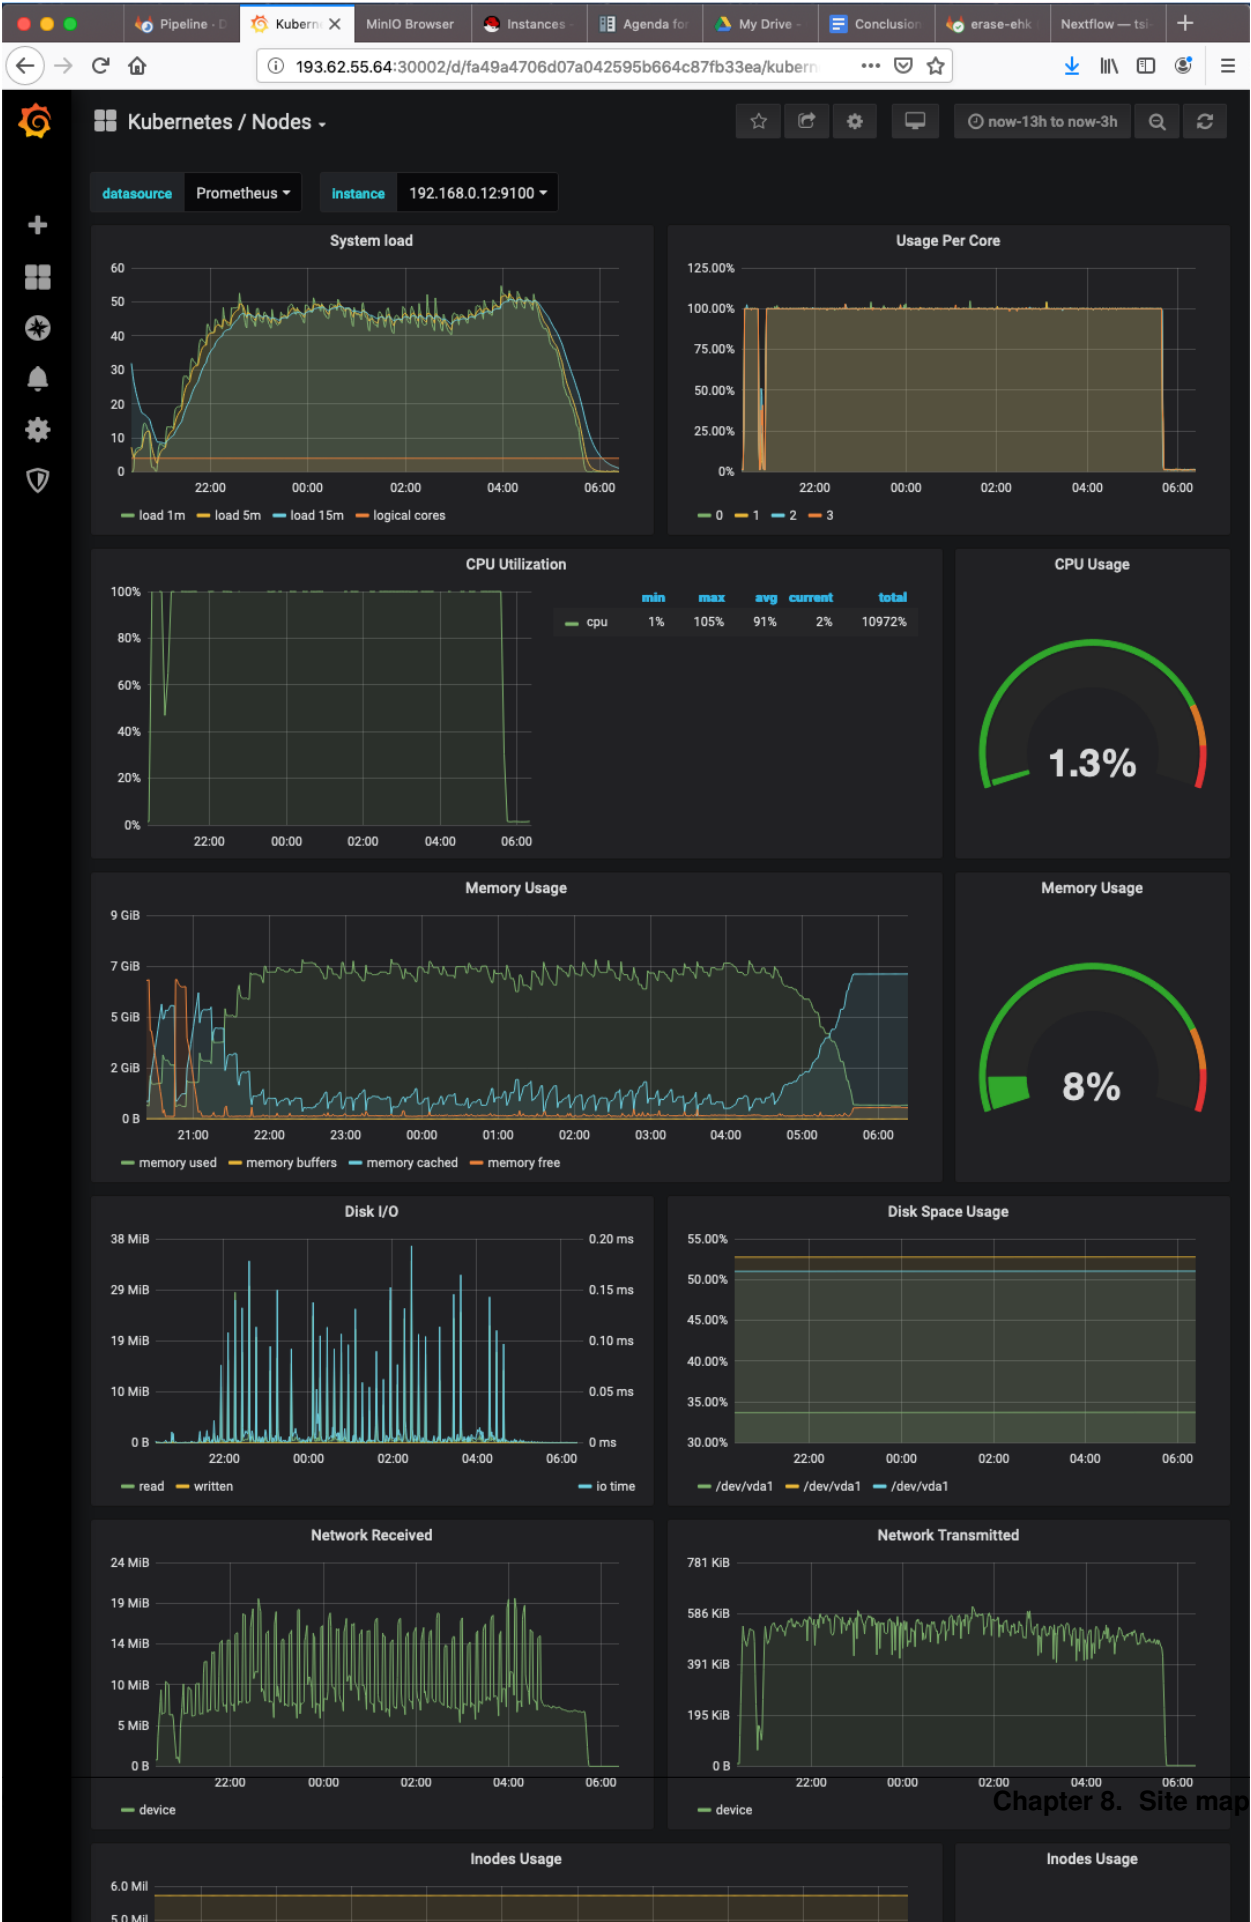 Pipeline - D
Kuberne
MinIO Browser
Instances -
Agenda for
My Drive -
Conclusion
erase-ehk
Nextflow — tsi-
193.62.55.64:30002/d/fa49a4706d07a042595b664c87fb33ea/kubern
Kubernetes / Nodes
now-13h to now-3h
datasource Prometheus instance 192.168.0.12:9100
System load
60
50
40
30
20
10
0
22:00 00:00 02:00 04:00 06:00
load 1m load 5m load 15m logical cores
Usage Per Core
125.00%
100.00%
75.00%
50.00%
25.00%
0%
22:00 00:00 02:00 04:00 06:00
0 1 2 3
CPU Utilization
100%
80%
60%
40%
20%
0%
22:00 00:00 02:00 04:00 06:00
min max avg current total
cpu 1% 105% 91% 2% 10972%
CPU Usage
1.3%
Memory Usage
9 GiB
7 GiB
5 GiB
2 GiB
0 B
21:00 22:00 23:00 00:00 01:00 02:00 03:00 04:00 05:00 06:00
memory used memory buffers memory cached memory free
Memory Usage
8%
Disk I/O
38 MiB
29 MiB
19 MiB
10 MiB
0 B
0.20 ms
0.15 ms
0.10 ms
0.05 ms
0 ms
22:00 00:00 02:00 04:00 06:00
read written io time
Disk Space Usage
55.00%
50.00%
45.00%
40.00%
35.00%
30.00%
22:00 00:00 02:00 04:00 06:00
/dev/vda1 /dev/vda1 /dev/vda1
Network Received
24 MiB
19 MiB
14 MiB
10 MiB
5 MiB
0 B
22:00 00:00 02:00 04:00 06:00
device
Network Transmitted
781 KiB
586 KiB
391 KiB
195 KiB
0 B
22:00 00:00 02:00 04:00 06:00
device
Chapter 8. Site map
Inodes Usage
6.0 Mil
5.0 Mil
Inodes Usage